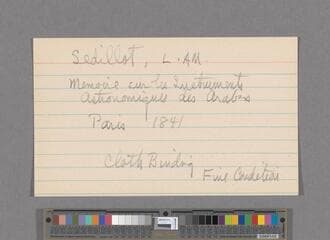 Sedillot, L. AM.
Memoire sur les Instruments
Astronomiques des Arabes
Paris 1841
Cloth Binding
Fine Condition